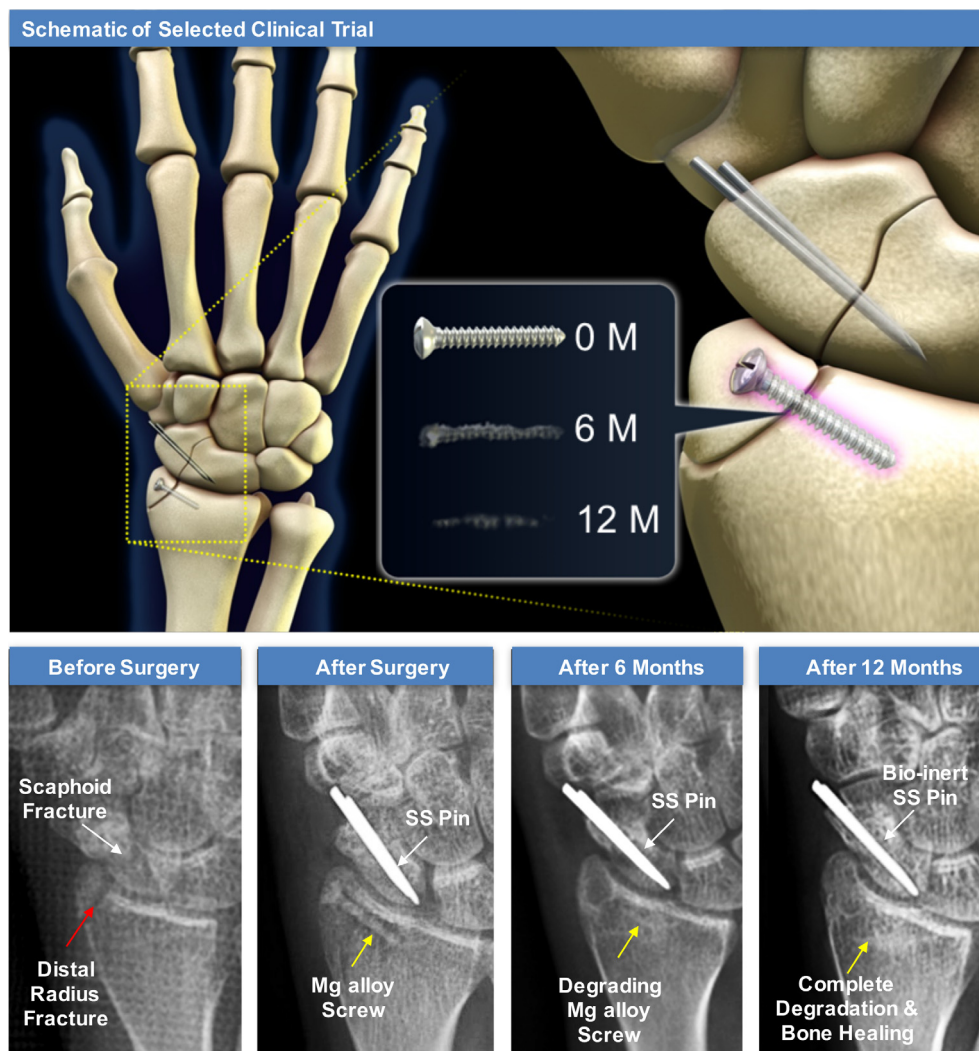 Schematic of Selected Clinical Trial
0 M
6 M
12 M
Before Surgery
After Surgery
After 6 Months
After 12 Months
Scaphoid
Fracture
Distal
Radius
Fracture
SS Pin
Mg alloy
Screw
SS Pin
Degrading
Mg alloy
Screw
Bio-inert
SS Pin
Complete
Degradation &
Bone Healing